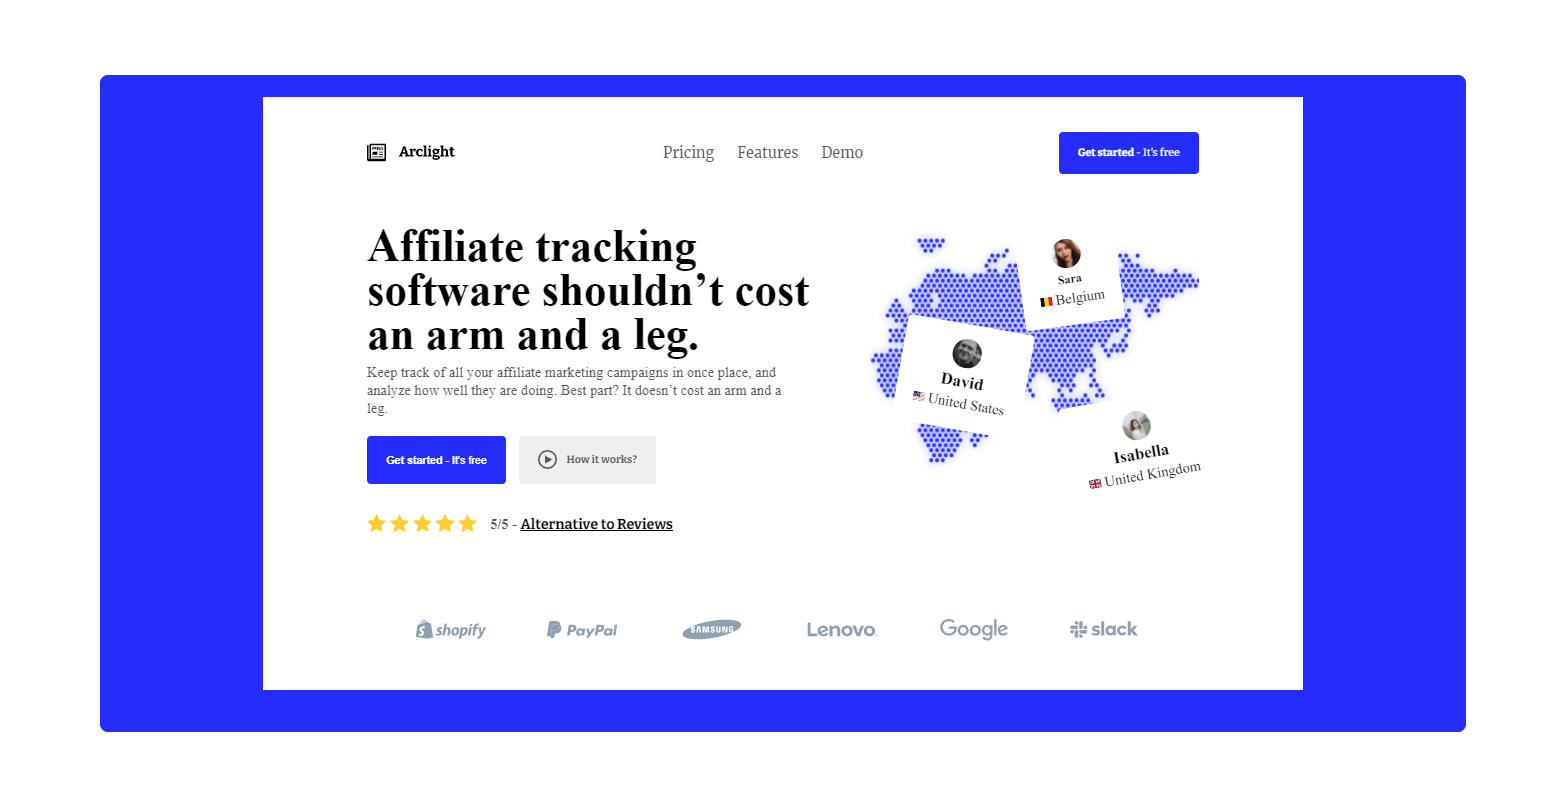 Arclight
Pricing Features Demo
Get started - It's free
Affiliate tracking
software shouldn’t cost
an arm and a leg.
Keep track of all your affiliate marketing campaigns in once place, and
analyze how well they are doing. Best part? It doesn’t cost an arm and a
leg.
Get started - It's free
How it works?
5/5 - Alternative to Reviews
Sara
Belgium
David
United States
Isabella
United Kingdom
shopify
PayPal
SAMSUNG
Lenovo
Google
slack